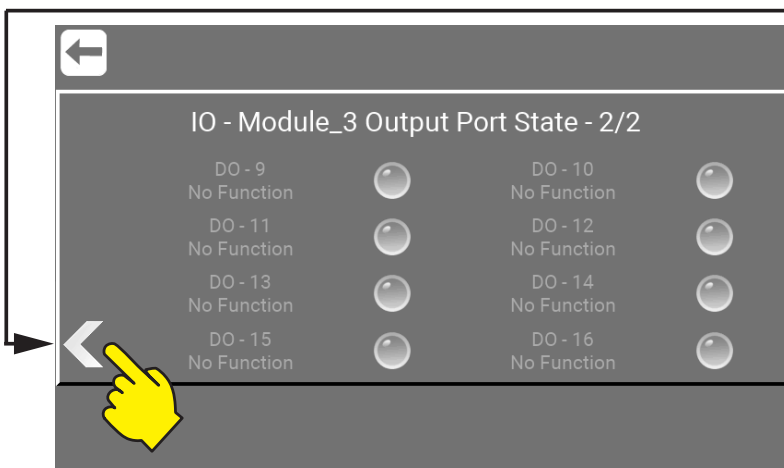 IO - Module_3 Output Port State - 2/2
DO - 9
No Function
DO - 10
No Function
DO - 11
No Function
DO - 12
No Function
DO - 13
No Function
DO - 14
No Function
DO - 15
No Function
DO - 16
No Function